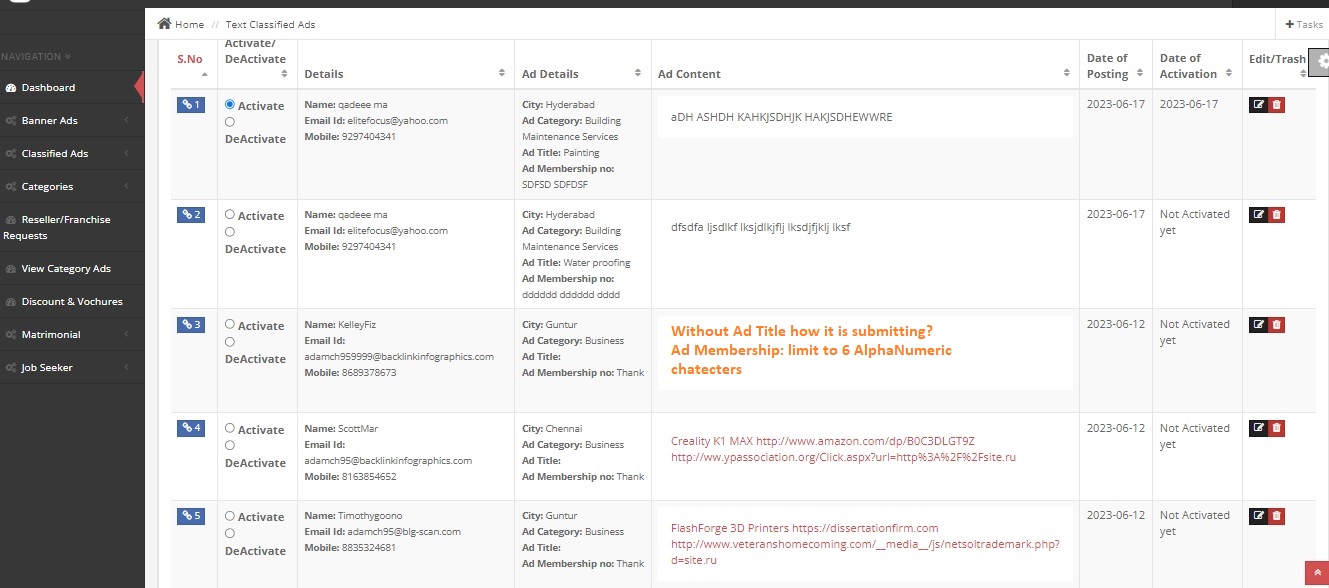 Home // Text Classified Ads
Tasks
NAVIGATION
Dashboard
Banner Ads
Classified Ads
Categories
Reseller/Franchise
Requests
View Category Ads
Discount & Vochures
Matrimonial
Job Seeker
S.No
Activate/
DeActivate
Details
Ad Details
Ad Content
Date of
Posting
Date of
Activation
Edit/Trash
1
Activate
DeActivate
Name: qadeee ma
Email Id: elitefocus@yahoo.com
Mobile: 9297404341
City: Hyderabad
Ad Category: Building
Maintenance Services
Ad Title: Painting
Ad Membership no:
SDFSD SDFDSF
aDH ASHDH KAHKJSDHJK HAKJSDHEWWRE
2023-06-17
2023-06-17
2
Activate
DeActivate
Name: qadeee ma
Email Id: elitefocus@yahoo.com
Mobile: 9297404341
City: Hyderabad
Ad Category: Building
Maintenance Services
Ad Title: Water proofing
Ad Membership no:
dddddd dddddd dddd
dfsdfa ljsdlkf lksjdlkjflj lksdjfjklj lksf
2023-06-17
Not Activated
yet
3
Activate
DeActivate
Name: KelleyFiz
Email Id:
adamch959999@backlinkinfographics.com
Mobile: 8689378673
City: Guntur
Ad Category: Business
Ad Title:
Ad Membership no: Thank
Without Ad Title how it is submitting?
Ad Membership: limit to 6 AlphaNumeric
chatecters
2023-06-12
Not Activated
yet
4
Activate
DeActivate
Name: ScottMar
Email Id:
adamch95@backlinkinfographics.com
Mobile: 8163854652
City: Chennai
Ad Category: Business
Ad Title:
Ad Membership no: Thank
Creality K1 MAX http://www.amazon.com/dp/B0C3DLGT9Z
http://ww.ypassociation.org/Click.aspx?url=http%3A%2F%2Fsite.ru
2023-06-12
Not Activated
yet
5
Activate
DeActivate
Name: Timothygoono
Email Id: adamch95@blg-scan.com
Mobile: 8835324681
City: Guntur
Ad Category: Business
Ad Title:
Ad Membership no: Thank
FlashForge 3D Printers https://dissertationfirm.com
http://www.veteranshomecoming.com/__media__/js/netsoltrademark.php?
d=site.ru
2023-06-12
Not Activated
yet